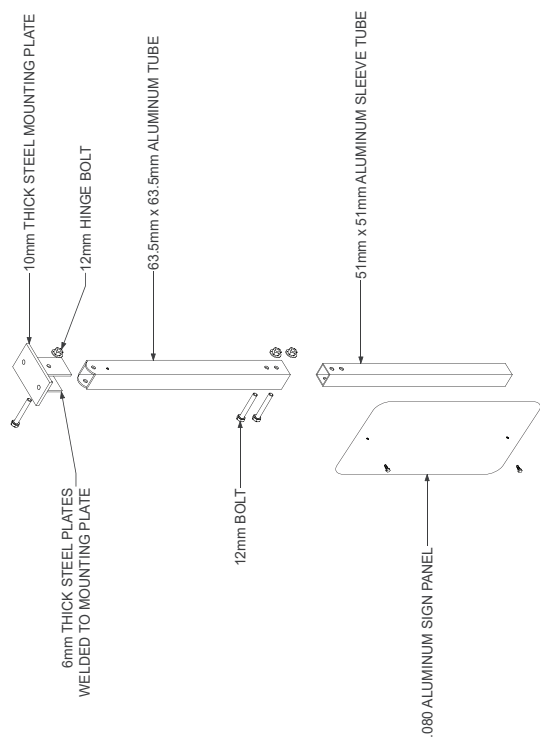 10mm THICK STEEL MOUNTING PLATE
12mm HINGE BOLT
63.5mm x 63.5mm ALUMINUM TUBE
51mm x 51mm ALUMINUM SLEEVE TUBE
6mm THICK STEEL PLATES
WELDED TO MOUNTING PLATE
12mm BOLT
.080 ALUMINUM SIGN PANEL